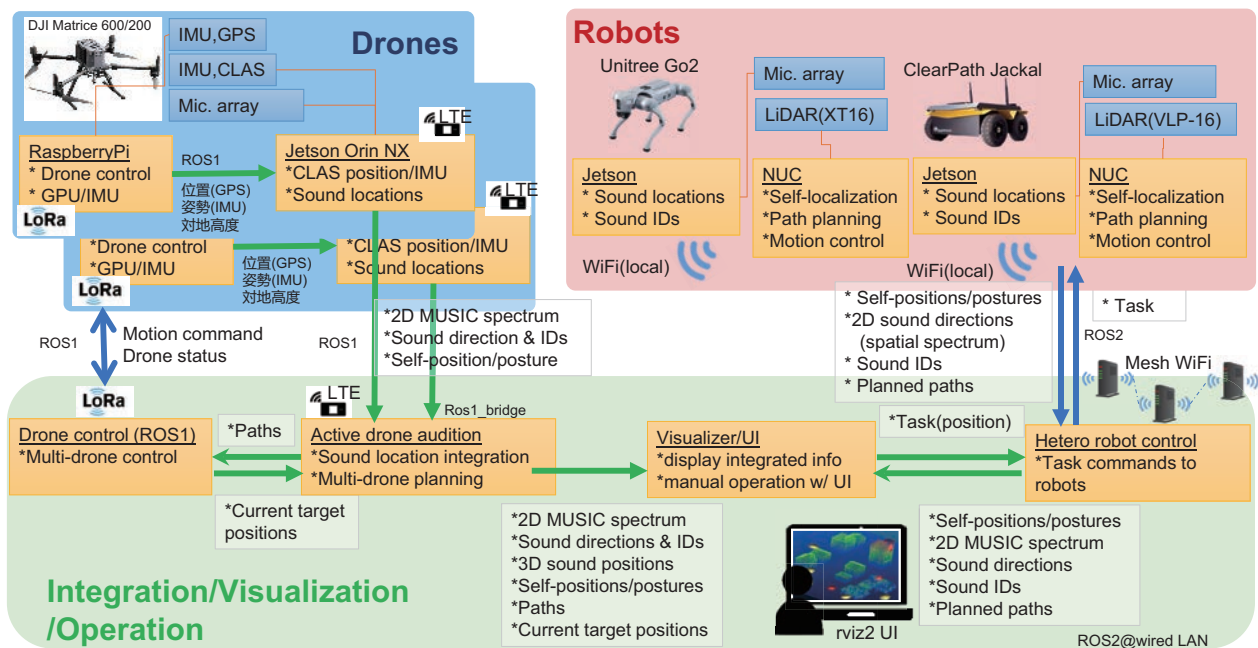 DJI Matrice 600/200
Drones
IMU,GPS
IMU,CLAS
Mic. array
LTE
RaspberryPi
* Drone control
* GPU/IMU
LoRa
ROS1
位置(GPS)
姿勢(IMU)
対地高度
Jetson Orin NX
*CLAS position/IMU
*Sound locations
LTE
*Drone control
*GPU/IMU
LoRa
位置(GPS)
姿勢(IMU)
対地高度
*CLAS position/IMU
*Sound locations
Robots
Unitree Go2
Mic. array
LiDAR(XT16)
Jetson
* Sound locations
* Sound IDs
NUC
*Self-localization
*Path planning
*Motion control
WiFi(local)
ClearPath Jackal
Mic. array
LiDAR(VLP-16)
Jetson
* Sound locations
* Sound IDs
NUC
*Self-localization
*Path planning
*Motion control
WiFi(local)
ROS1
Motion command
Drone status
ROS1
*2D MUSIC spectrum
*Sound direction & IDs
*Self-position/posture
* Self-positions/postures
*2D sound directions
(spatial spectrum)
* Sound IDs
* Planned paths
* Task
ROS2
Mesh WiFi
LoRa
LTE
Ros1_bridge
Drone control (ROS1)
*Multi-drone control
*Paths
*Current target
positions
Active drone audition
*Sound location integration
*Multi-drone planning
Visualizer/UI
*display integrated info
*manual operation w/ UI
*Task(position)
Hetero robot control
*Task commands to
robots
*2D MUSIC spectrum
*Sound directions & IDs
*3D sound positions
*Self-positions/postures
*Paths
*Current target positions
rviz2 UI
*Self-positions/postures
*2D MUSIC spectrum
*Sound directions
*Sound IDs
*Planned paths
Integration/Visualization
/Operation
ROS2@wired LAN